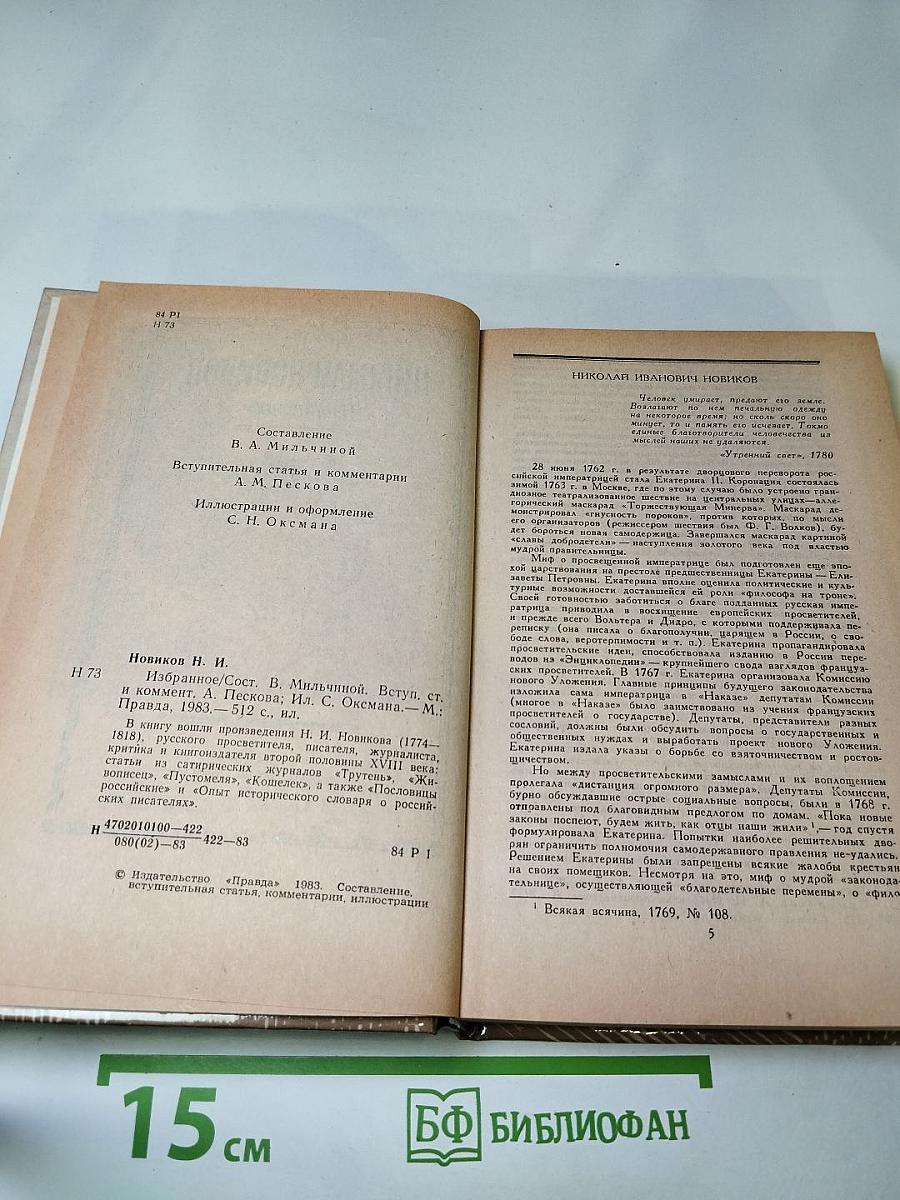 84 Р1
Н 73
Составление
В. А. Мильчиной
Вступительная статья и комментарии
А. М. Пескова
Иллюстрации и оформление
С. Н. Оксмана
Новиков Н. И.
Н 73
Избранное/Сост. В. Мильчиной. Вступ. ст.
и коммент. А. Пескова; Ил. С. Оксмана.— М.:
Правда, 1983.— 512 с., ил.
В книгу вошли произведения Н. И. Новикова (1774—
1818), русского просветителя, писателя, журналиста,
критика и книгоиздателя второй половины XVIII века:
статьи из сатирических журналов «Трутень», «Жи-
вописец», «Пустомеля», «Кошелек», а также «Пословицы
российские» и «Опыт исторического словаря о россий-
ских писателях».
Н 4702010100—422
080(02)—83
422—83
84 Р 1
© Издательство «Правда» 1983. Составление,
вступительная статья, комментарии, иллюстрации
НИКОЛАЙ ИВАНОВИЧ НОВИКОВ
Человек умирает, предают его земле.
Возлагают по нем печальную одежду
на некоторое время; но сколь скоро оно
минует, то и память его исчезает. Токмо
единые благотворители человечества из
мыслей наших не удаляются.
«Утренний свет», 1780
28 июня 1762 г. в результате дворцового переворота рос-
сийской императрицей стала Екатерина II. Коронация состоялась
зимой 1763 г. в Москве, где по этому случаю было устроено гран-
диозное театрализованное шествие на центральных улицах—алле-
горический маскарад «Торжествующая Минерва». Маскарад де-
монстрировал «гнусность пороков», против которых, по мысли
его организаторов (режиссером шествия был Ф. Г. Волков), бу-
дет бороться новая самодержица. Завершался маскарад картиной
«славы добродетели»—наступления золотого века под властью
мудрой правительницы.
Миф о просвещенной императрице был подготовлен еще эпо-
хой царствования на престоле предшественницы Екатерины — Ели-
заветы Петровны. Екатерина вполне оценила политические и куль-
турные возможности доставшейся ей роли «философа на троне».
Своей готовностью заботиться о благе подданных русская импе-
ратрица приводила в восхищение европейских просветителей,
и прежде всего Вольтера и Дидро, с которыми поддерживала пе-
реписку (она писала о благополучии, царящем в России, о сво-
боде слова, веротерпимости и т. п.). Екатерина пропагандировала
просветительские идеи, способствовала изданию в России пере-
водов из «Энциклопедии» — крупнейшего свода взглядов француз-
ских просветителей. В 1767 г. Екатерина организовала Комиссию
нового Уложения. Главные принципы будущего законодательства
изложила сама императрица в «Наказе» депутатам Комиссии
(многое в «Наказе» было заимствовано из учения французских
просветителей о государстве). Депутаты, представители разных
сословий, должны были обсудить вопросы о государственных и
общественных нуждах и выработать проект нового Уложения.
Екатерина издала указы о борьбе со взяточничеством и ростов-
щичеством.
Но между просветительскими замыслами и их воплощением
пролегала «дистанция огромного размера». Депутаты Комиссии,
бурно обсуждавшие острые социальные вопросы, были в 1768 г.
отправлены под благовидным предлогом по домам. «Пока новые
законы поспеют, будем жить, как отцы наши жили» ¹,— год спустя
формулировала Екатерина. Попытки наиболее решительных дво-
рян ограничить полномочия самодержавного правления не удались.
Решением Екатерины были запрещены всякие жалобы крестьян
на своих помещиков. Несмотря на это, миф о мудрой «законода-
тельнице», осуществляющей «благодетельные перемены», о «фило-
¹ Всякая всячина, 1769, № 108.
5
15 см
БФ БИБЛИОФАН